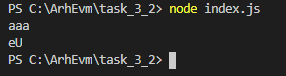 PS C:\ArhEvm\task_3_2> node index.js
aaa
eU
PS C:\ArhEvm\task_3_2>